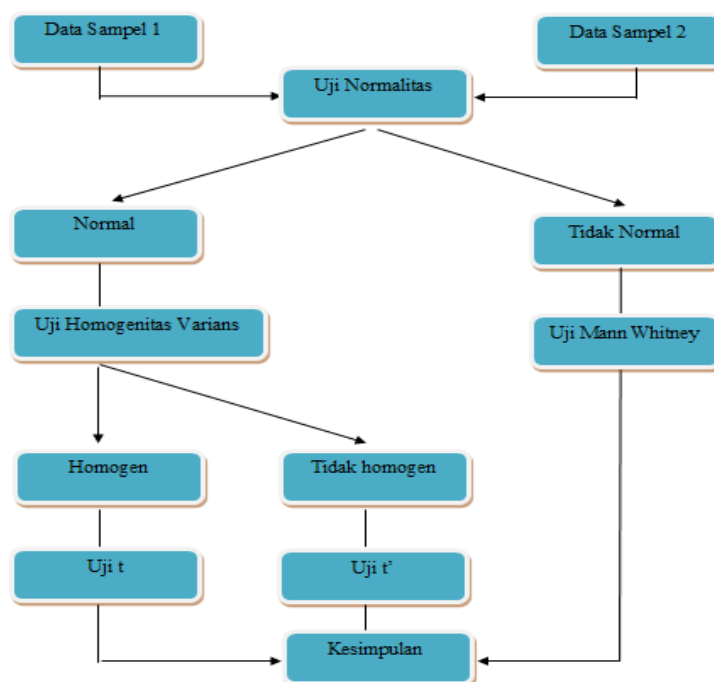 Data Sampel 1
Data Sampel 2
Uji Normalitas
Normal
Tidak Normal
Uji Homogenitas Varians
Uji Mann Whitney
Homogen
Tidak homogen
Uji t
Uji t’
Kesimpulan